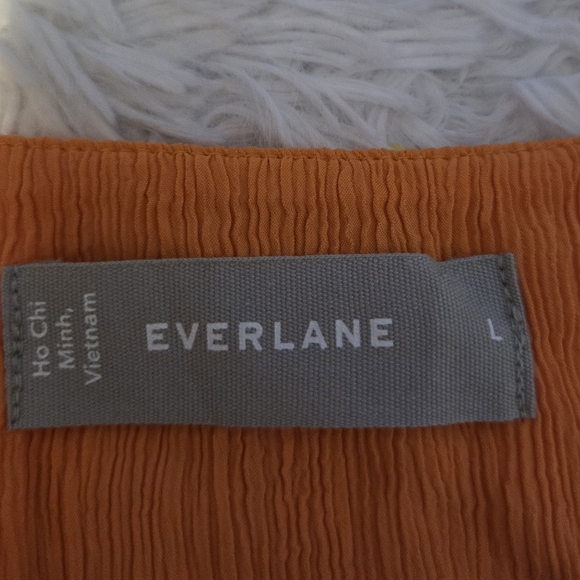 Ho Chi
Minh,
Vietnam
EVERLANE
L